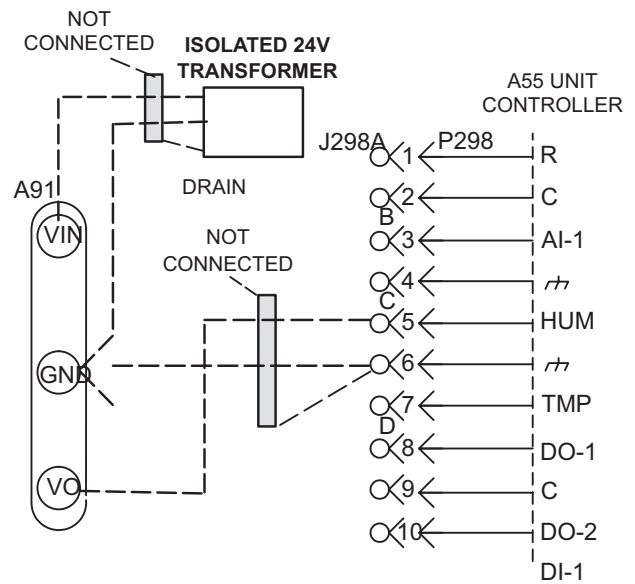 NOT
CONNECTED
ISOLATED 24V
TRANSFORMER
A55 UNIT
CONTROLLER
J298A
P298
DRAIN
A91
VIN
GND
VO
NOT
CONNECTED
1
R
2
C
B
3
AI-1
4
C
5
HUM
6
7
TMP
D
8
DO-1
9
C
10
DO-2
DI-1